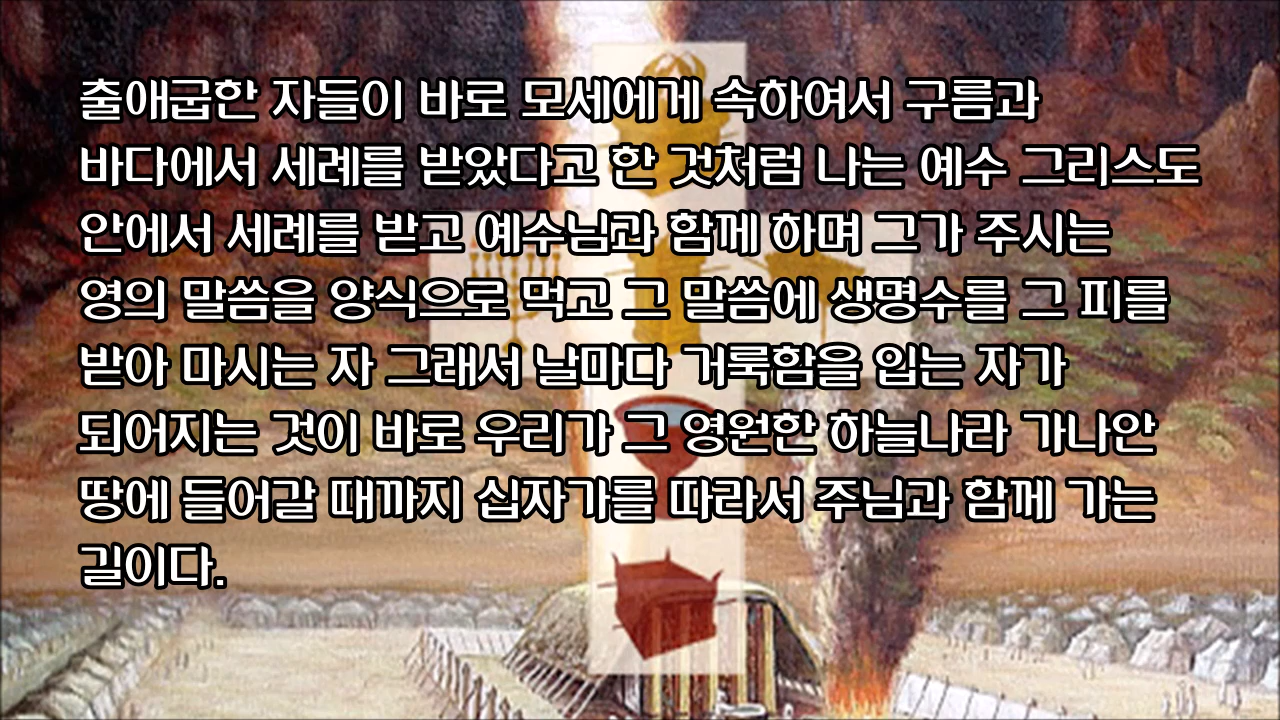 출애굽한 자들이 바로 모세에게 속하여서 구름과
바다에서 세례를 받았다고 한 것처럼 나는 예수 그리스도
안에서 세례를 받고 예수님과 함께 하며 그가 주시는
영의 말씀을 양식으로 먹고 그 말씀에 생명수를 그 피를
받아 마시는 자 그래서 날마다 거룩함을 입는 자가
되어지는 것이 바로 우리가 그 영원한 하늘나라 가나안
땅에 들어갈 때까지 십자가를 따라서 주님과 함께 가는
길이다.